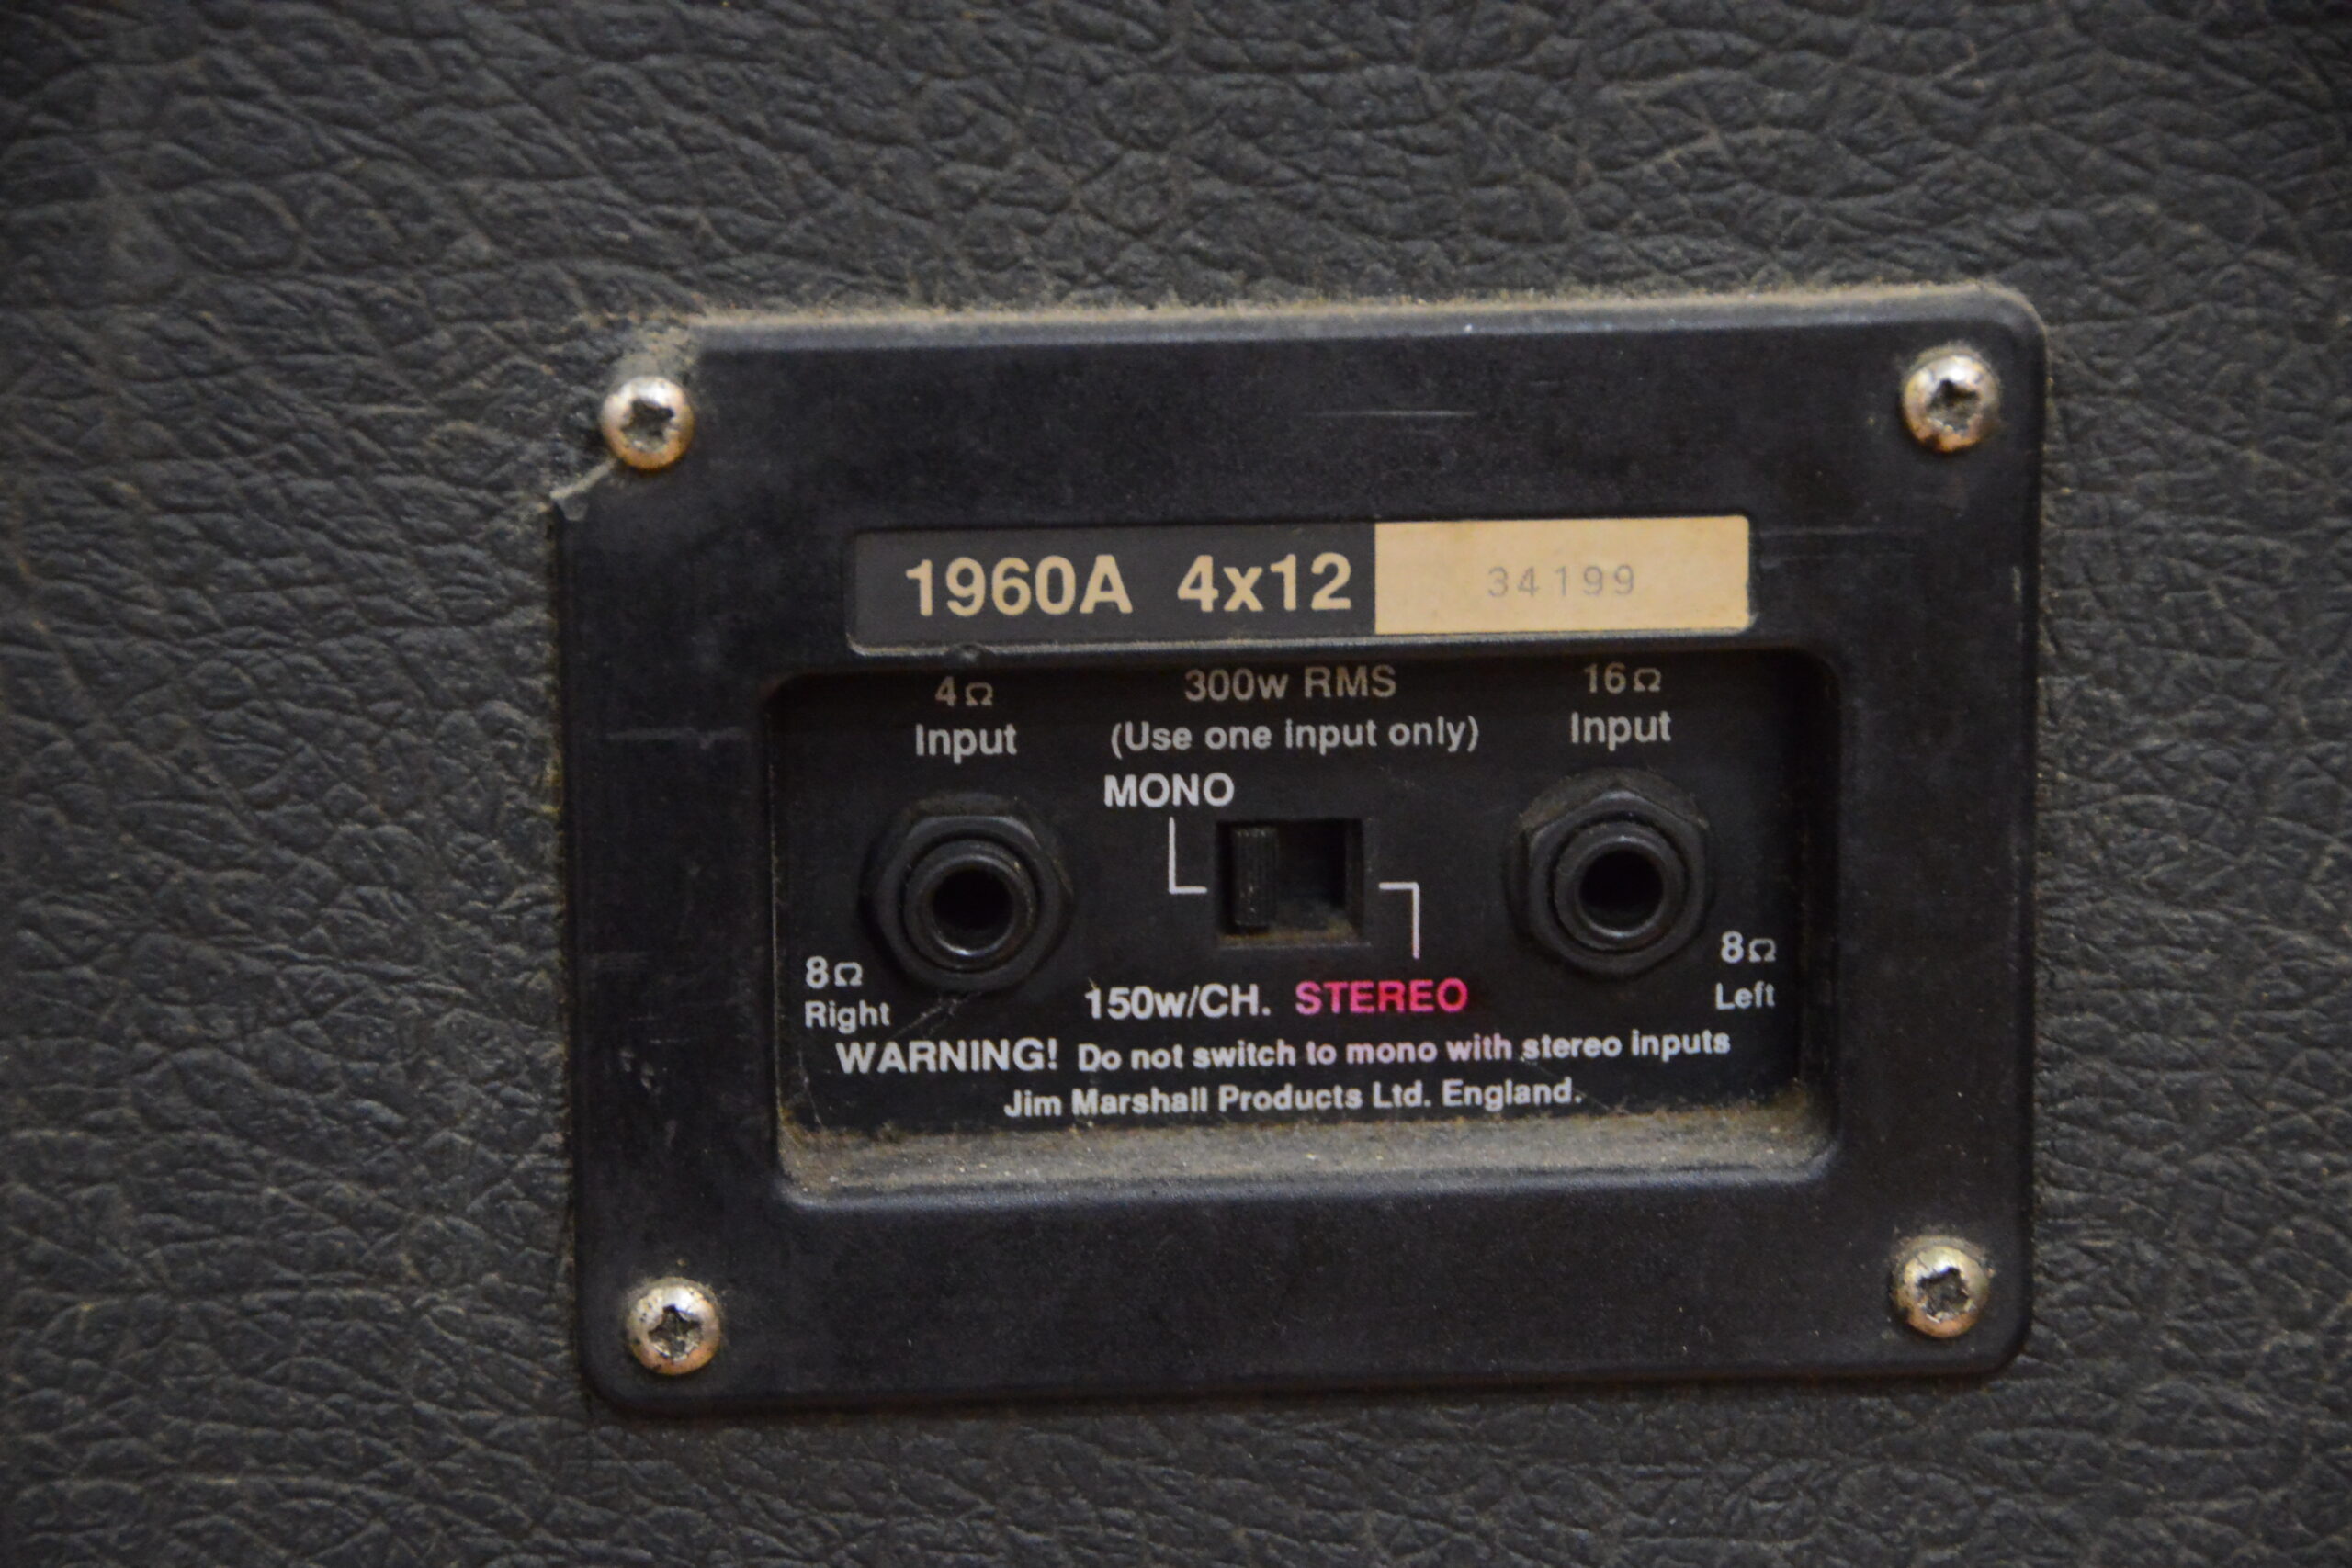 1960A 4x12 34199
4Ω 300w RMS 16Ω
Input (Use one input only) Input
MONO
8Ω 8Ω
Right 150w/CH. STEREO Left
WARNING! Do not switch to mono with stereo inputs
Jim Marshall Products Ltd. England.